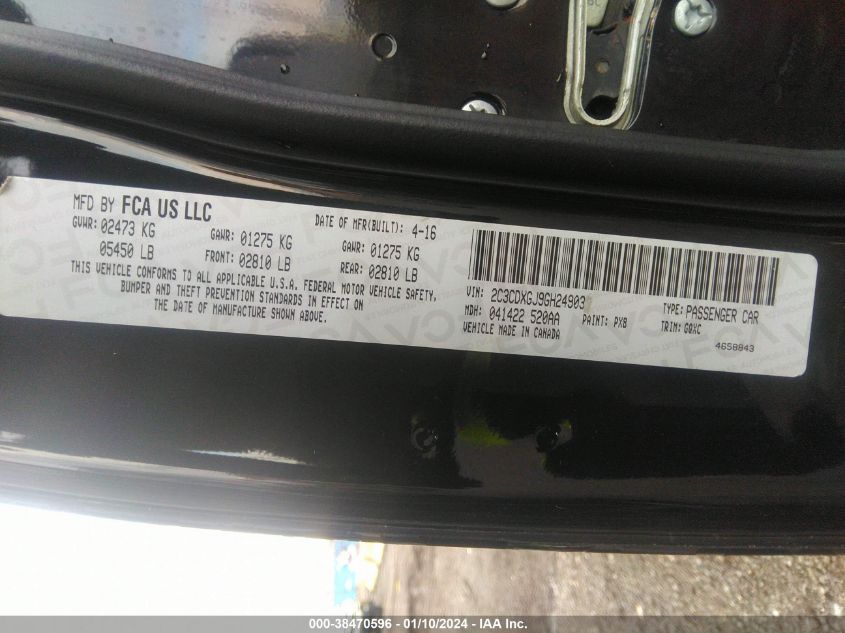 MFD BY FCA US LLC
DATE OF MFR(BUILT): 4-16
GVWR: 02473 KG
GAWR: 01275 KG
GAWR: 01275 KG
05450 LB
FRONT: 02810 LB
REAR: 02810 LB
THIS VEHICLE CONFORMS TO ALL APPLICABLE U.S.A. FEDERAL MOTOR VEHICLE SAFETY,
BUMPER AND THEFT PREVENTION STANDARDS IN EFFECT ON
THE DATE OF MANUFACTURE SHOWN ABOVE.
VIN: 2C3CDXGJ9GH24903
TYPE: PASSENGER CAR
MDH: 041422 520AA
PAINT: PX8
TRIM: G8XC
VEHICLE MADE IN CANADA
4658843
000-38470596 - 01/10/2024 - IAA Inc.